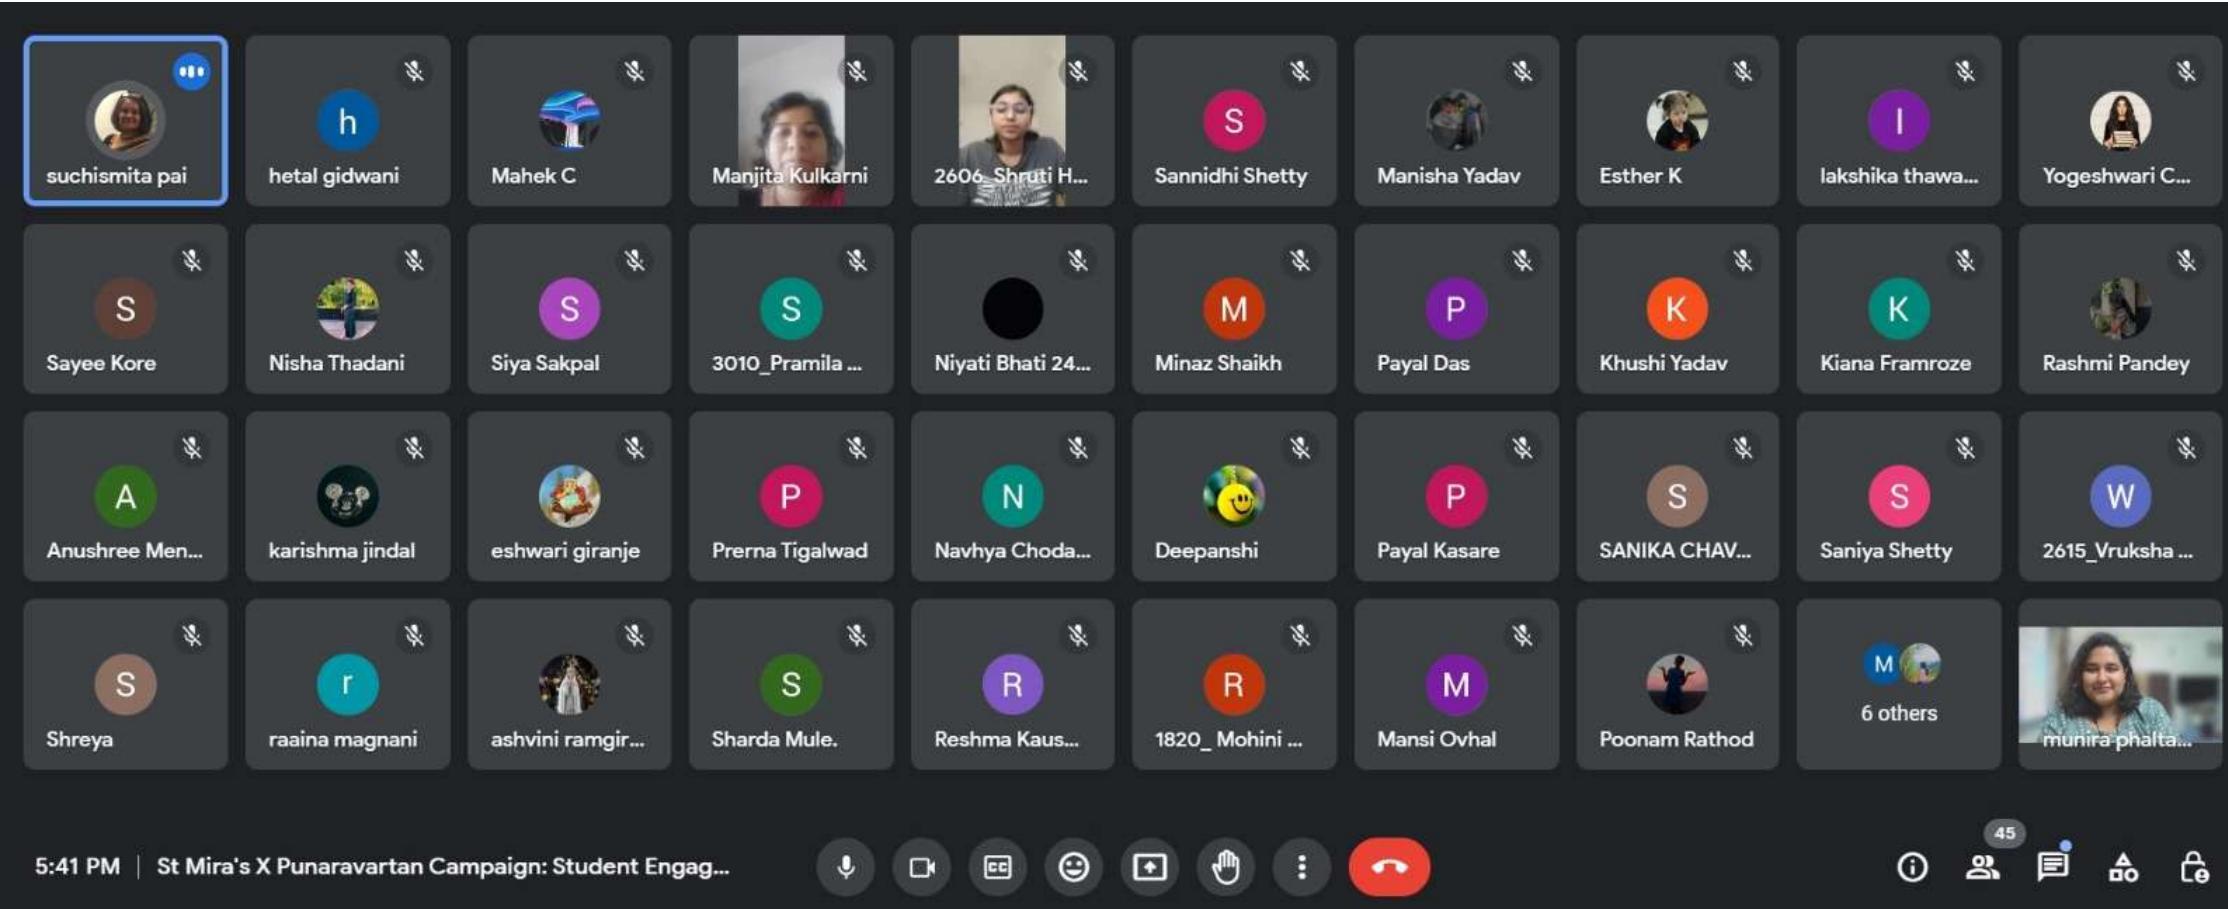 suchismita pai
h
hetal gidwani
Mahek C
Manjita Kulkarni
2606_Shruti H...
S
Sannidhi Shetty
Manisha Yadav
Esther K
l
lakshika thawa...
Yogeshwari C...
S
Sayee Kore
Nisha Thadani
S
Siya Sakpal
S
3010_Pramila ...
Niyati Bhati 24...
M
Minaz Shaikh
P
Payal Das
K
Khushi Yadav
K
Kiana Framroze
Rashmi Pandey
A
Anushree Men...
karishma jindal
eshwari giranje
P
Prerna Tigalwad
N
Navhya Choda...
Deepanshi
P
Payal Kasare
S
SANIKA CHAV...
S
Saniya Shetty
W
2615_Vruksha ...
S
Shreya
r
raaina magnani
ashvini ramgir...
S
Sharda Mule.
R
Reshma Kaus...
R
1820_ Mohini ...
M
Mansi Ovhal
Poonam Rathod
M
6 others
munira phalta...
5:41 PM | St Mira's X Punaravartan Campaign: Student Engag...
CC
45